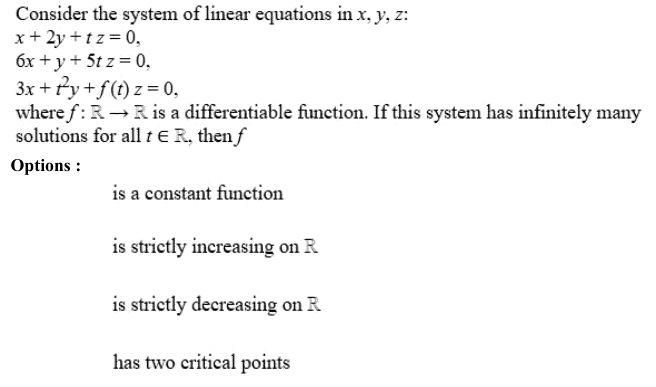 Consider the system of linear equations in x, y, z:
x + 2y + t z = 0,
6x + y + 5t z = 0,
3x + t²y + f (t) z = 0,
where f : ℝ → ℝ is a differentiable function. If this system has infinitely many
solutions for all t ∈ ℝ, then f
Options :
is a constant function
is strictly increasing on ℝ
is strictly decreasing on ℝ
has two critical points